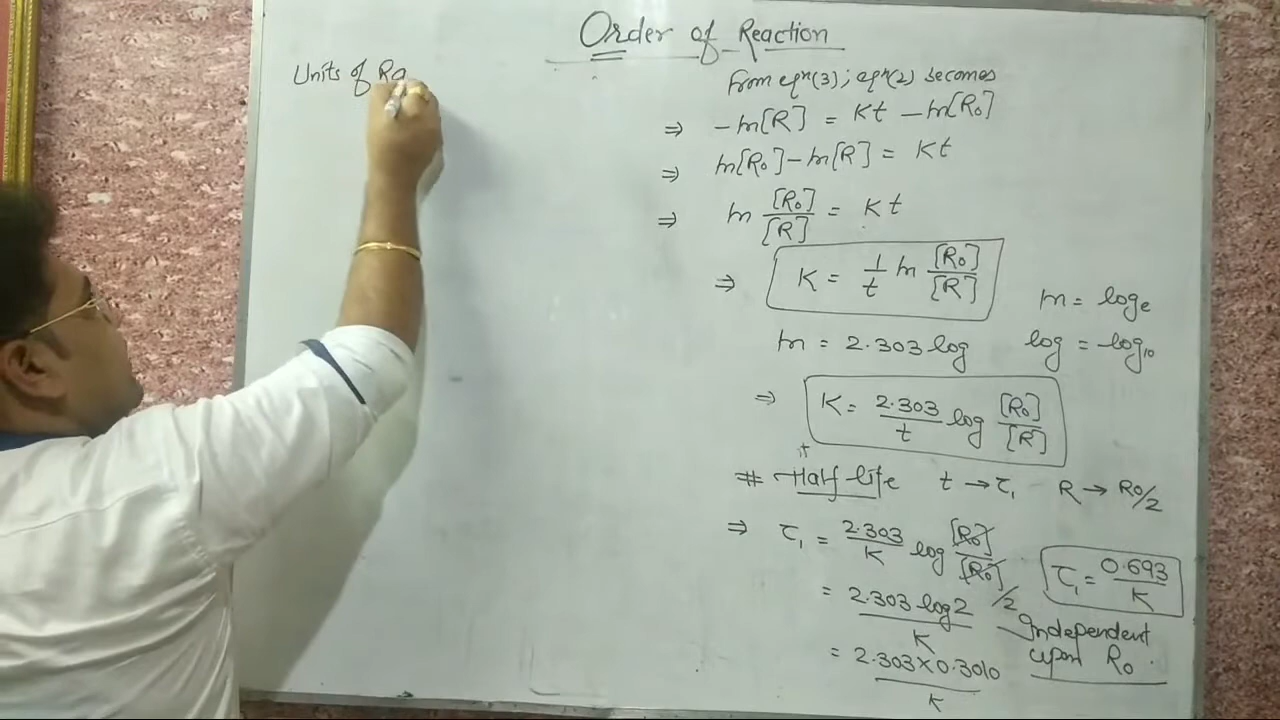 Order of Reaction
Units of Ra
from eqn(3); eqn(2) becomes
⇒ -ln[R] = Kt - ln[R₀]
⇒ ln[R₀] - ln[R] = Kt
⇒ ln [R₀]/[R] = Kt
⇒ K = 1/t ln [R₀]/[R]
ln = logₑ
ln = 2.303 log
log = log₁₀
⇒ K = 2.303/t log [R₀]/[R]
# Half life t → τ₁ R → R₀/2
⇒ τ₁ = 2.303/K log [R₀]/[R₀]/2
τ₁ = 0.693/K
= 2.303 log2/K
Independent
upon R₀.
= 2.303×0.3010/K